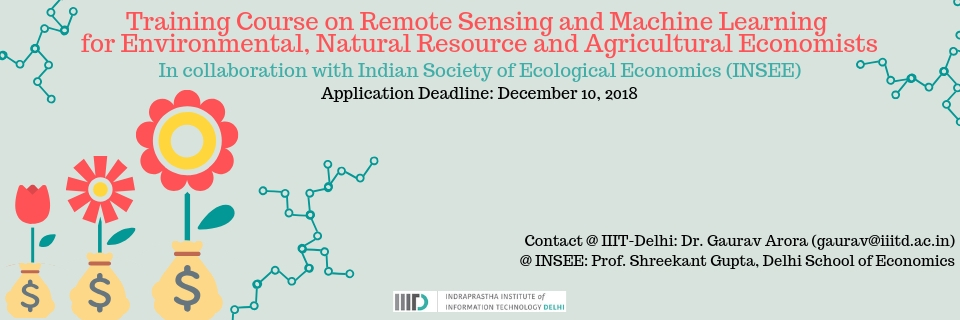 Training Course on Remote Sensing and Machine Learning
for Environmental, Natural Resource and Agricultural Economists
In collaboration with Indian Society of Ecological Economics (INSEE)
Application Deadline: December 10, 2018
$
$
$
Contact @ IIIT-Delhi: Dr. Gaurav Arora (gaurav@iiitd.ac.in)
@ INSEE: Prof. Shreekant Gupta, Delhi School of Economics
IIITD
INDRAPRASTHA INSTITUTE of
INFORMATION TECHNOLOGY DELHI